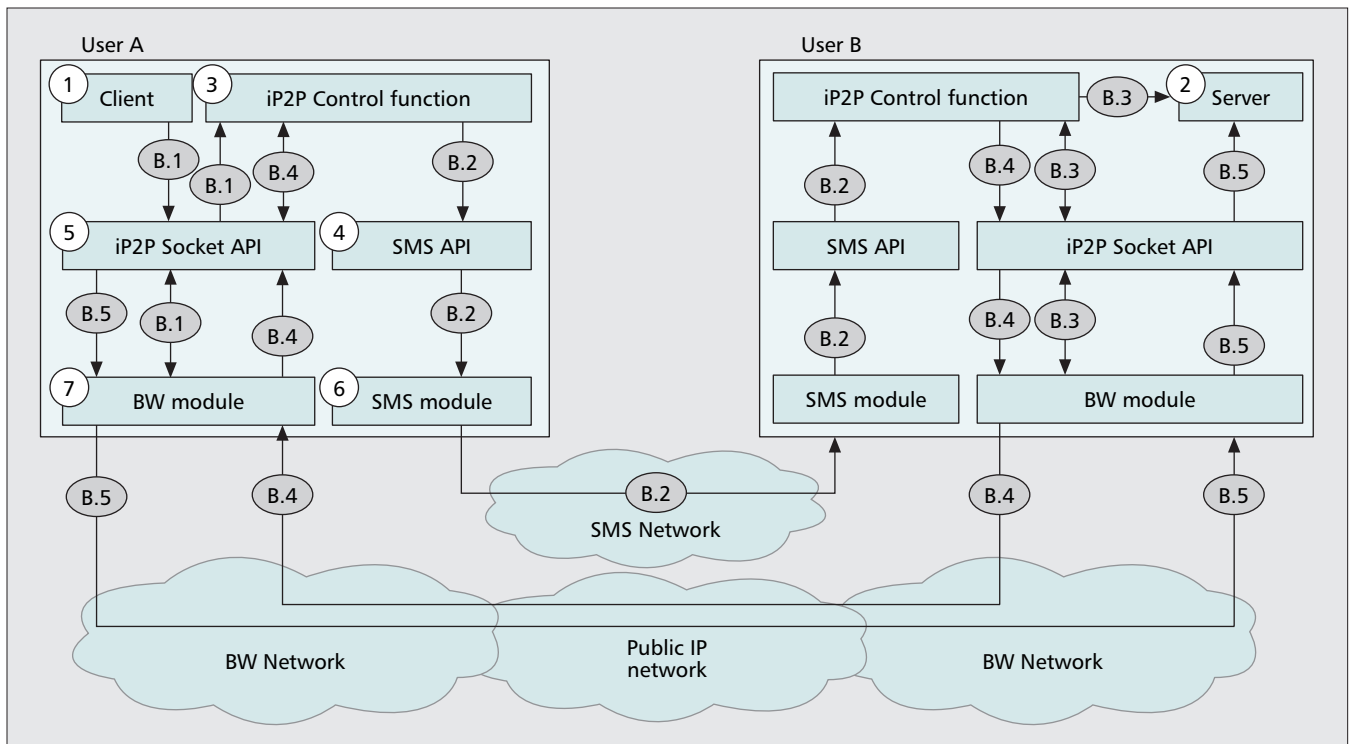 User A
User B
1
Client
3
iP2P Control function
iP2P Control function
B.3
2
Server
B.1
B.1
B.4
B.2
B.2
B.4
B.3
B.5
5
iP2P Socket API
4
SMS API
SMS API
iP2P Socket API
B.5
B.1
B.4
B.2
B.2
B.4
B.3
B.5
7
BW module
6
SMS module
SMS module
BW module
B.5
B.4
B.2
B.4
B.5
SMS Network
BW Network
Public IP
network
BW Network